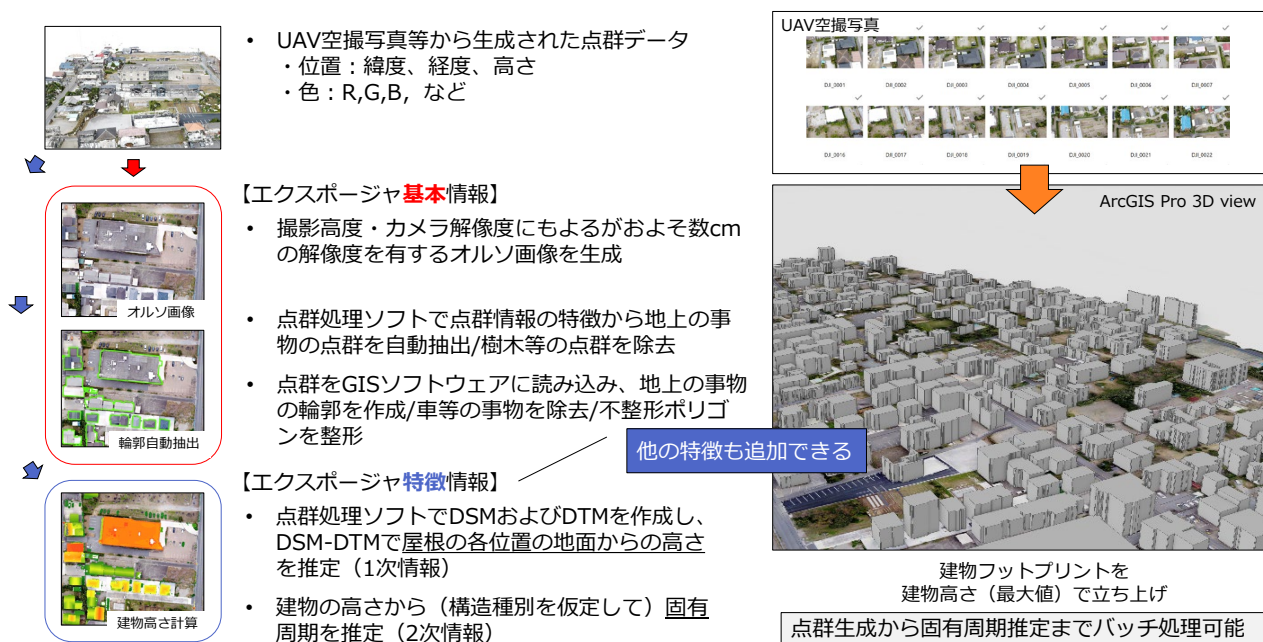 • UAV空撮写真等から生成された点群データ
・位置：緯度、経度、高さ
・色：R,G,B, など
【エクスポージャ基本情報】
• 撮影高度・カメラ解像度にもよるがおよそ数cm
の解像度を有するオルソ画像を生成
オルソ画像
• 点群処理ソフトで点群情報の特徴から地上の事
物の点群を自動抽出/樹木等の点群を除去
• 点群をGISソフトウェアに読み込み、地上の事物
の輪郭を作成/車等の事物を除去/不整形ポリゴ
ンを整形
輪郭自動抽出
他の特徴も追加できる
【エクスポージャ特徴情報】
• 点群処理ソフトでDSMおよびDTMを作成し、
DSM-DTMで屋根の各位置の地面からの高さ
を推定（1次情報）
• 建物の高さから（構造種別を仮定して）固有
周期を推定（2次情報）
建物高さ計算
UAV空撮写真
DJI_0001 DJI_0002 DJI_0003 DJI_0004 DJI_0005 DJI_0006 DJI_0007
DJI_0016 DJI_0017 DJI_0018 DJI_0019 DJI_0020 DJI_0021 DJI_0022
ArcGIS Pro 3D view
建物フットプリントを
建物高さ（最大値）で立ち上げ
点群生成から固有周期推定までバッチ処理可能